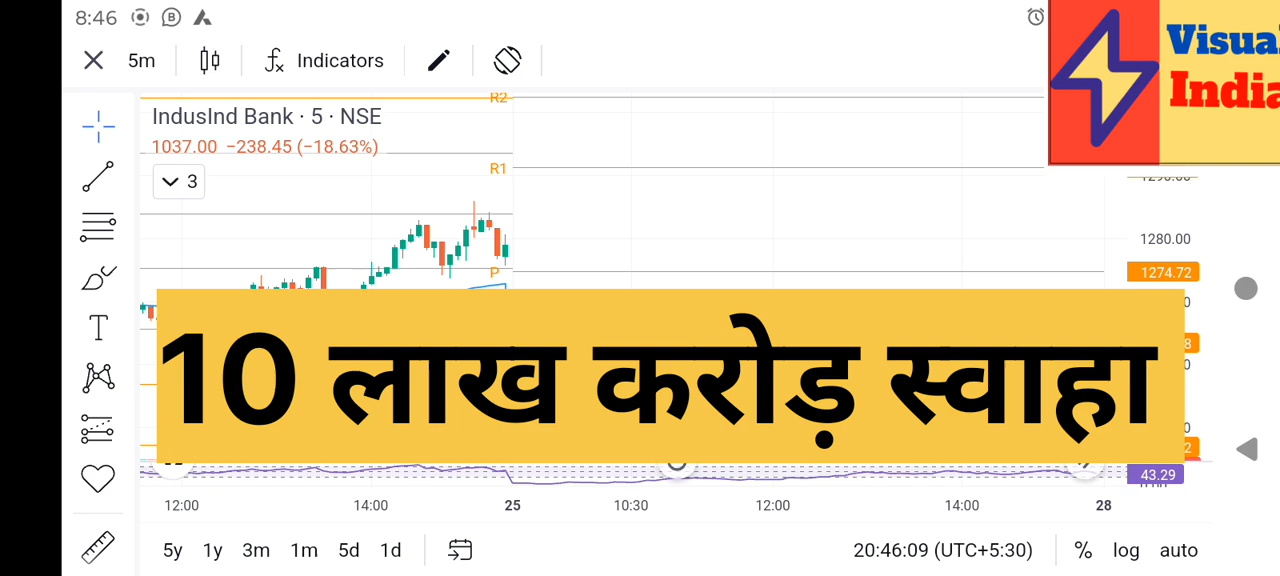 8:46
Visual
India
5m
Indicators
R2
IndusInd Bank · 5 · NSE
1037.00 −238.45 (−18.63%)
R1
3
1290.00
1280.00
P
1274.72
10 लाख करोड़ स्वाहा
43.29
12:00 14:00 25 10:30 12:00 14:00 28
5y 1y 3m 1m 5d 1d
20:46:09 (UTC+5:30) % log auto